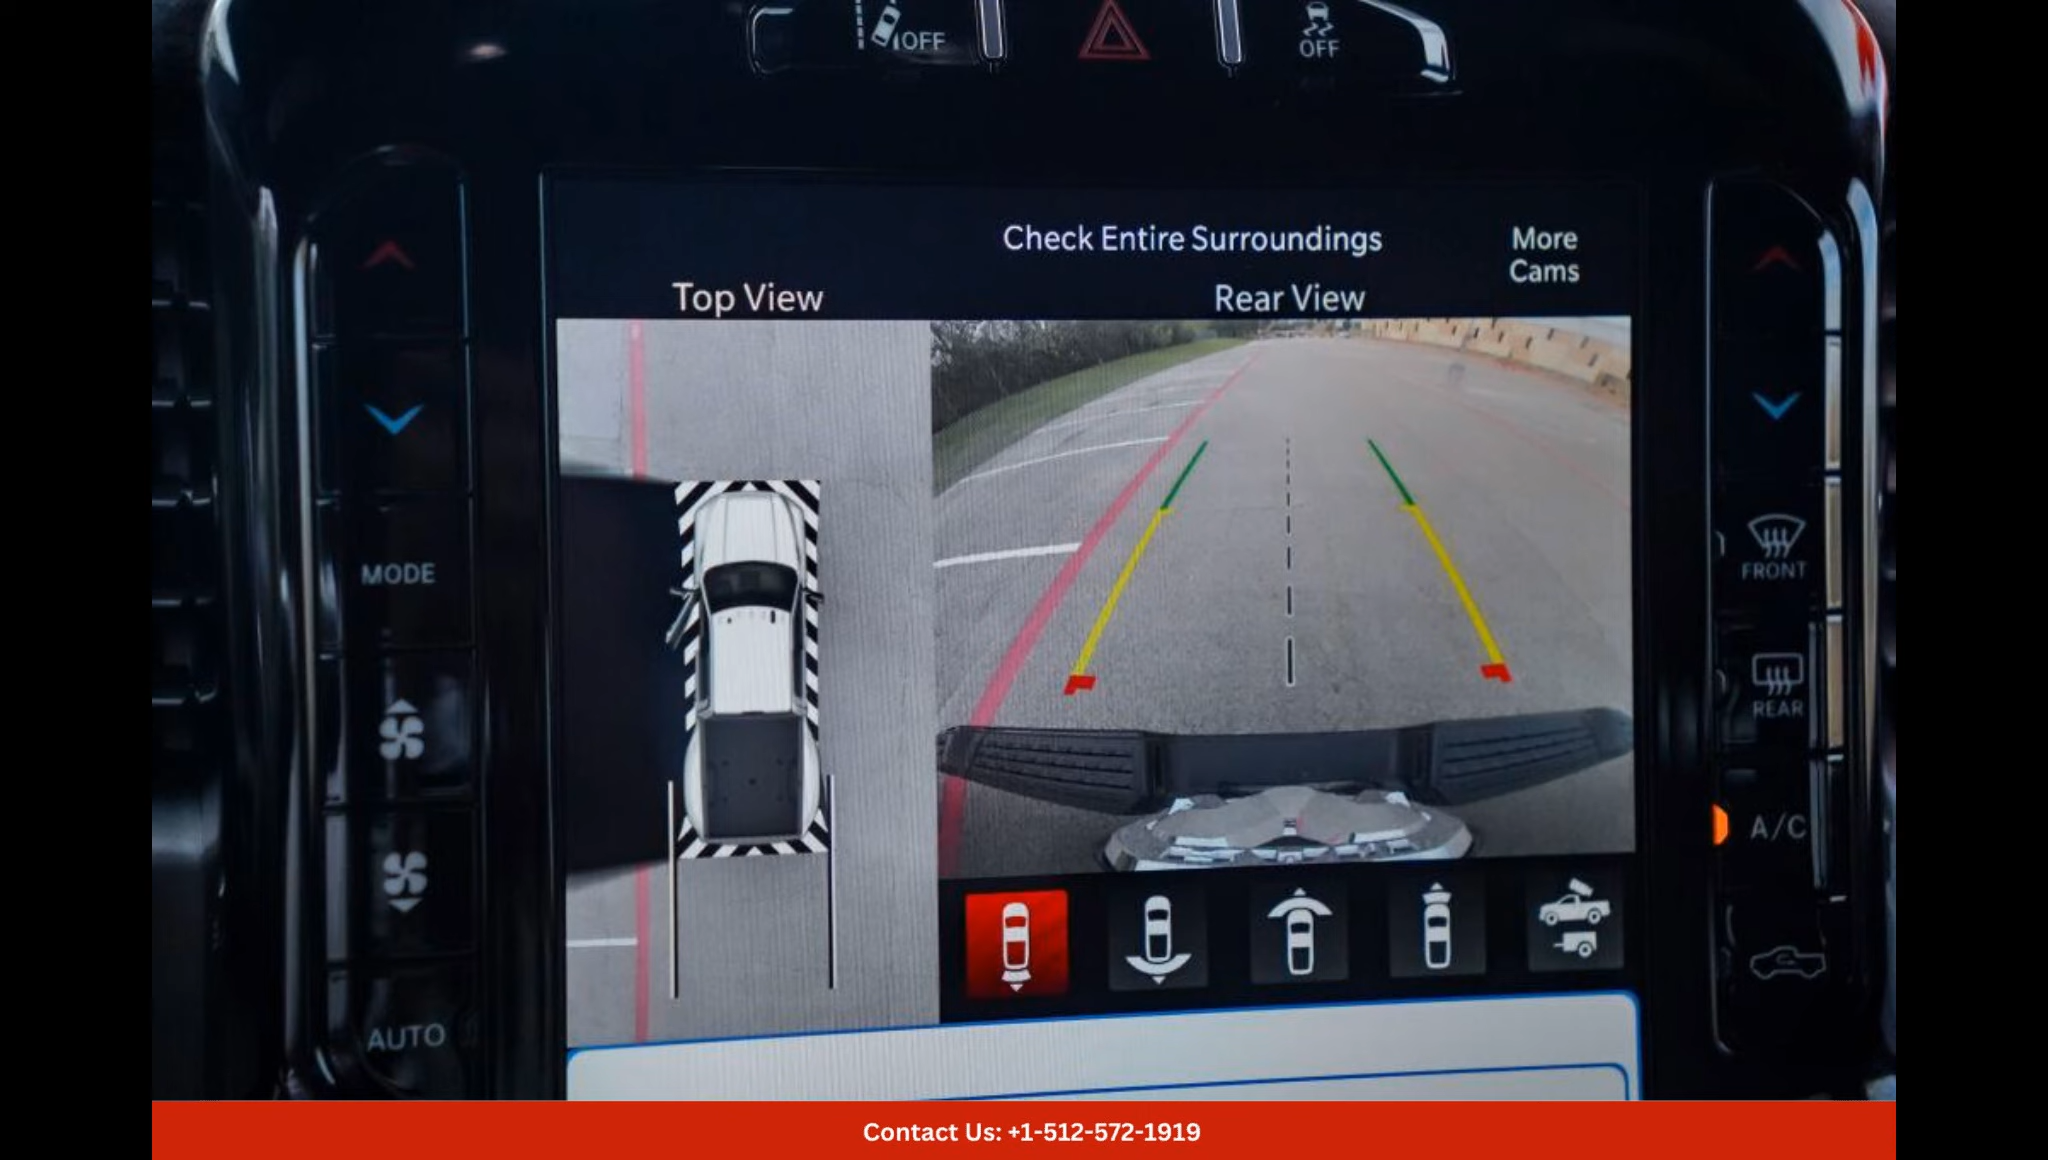 OFF
OFF
Check Entire Surroundings
More
Cams
Top View
Rear View
MODE
FRONT
REAR
A/C
AUTO
Contact Us: +1-512-572-1919